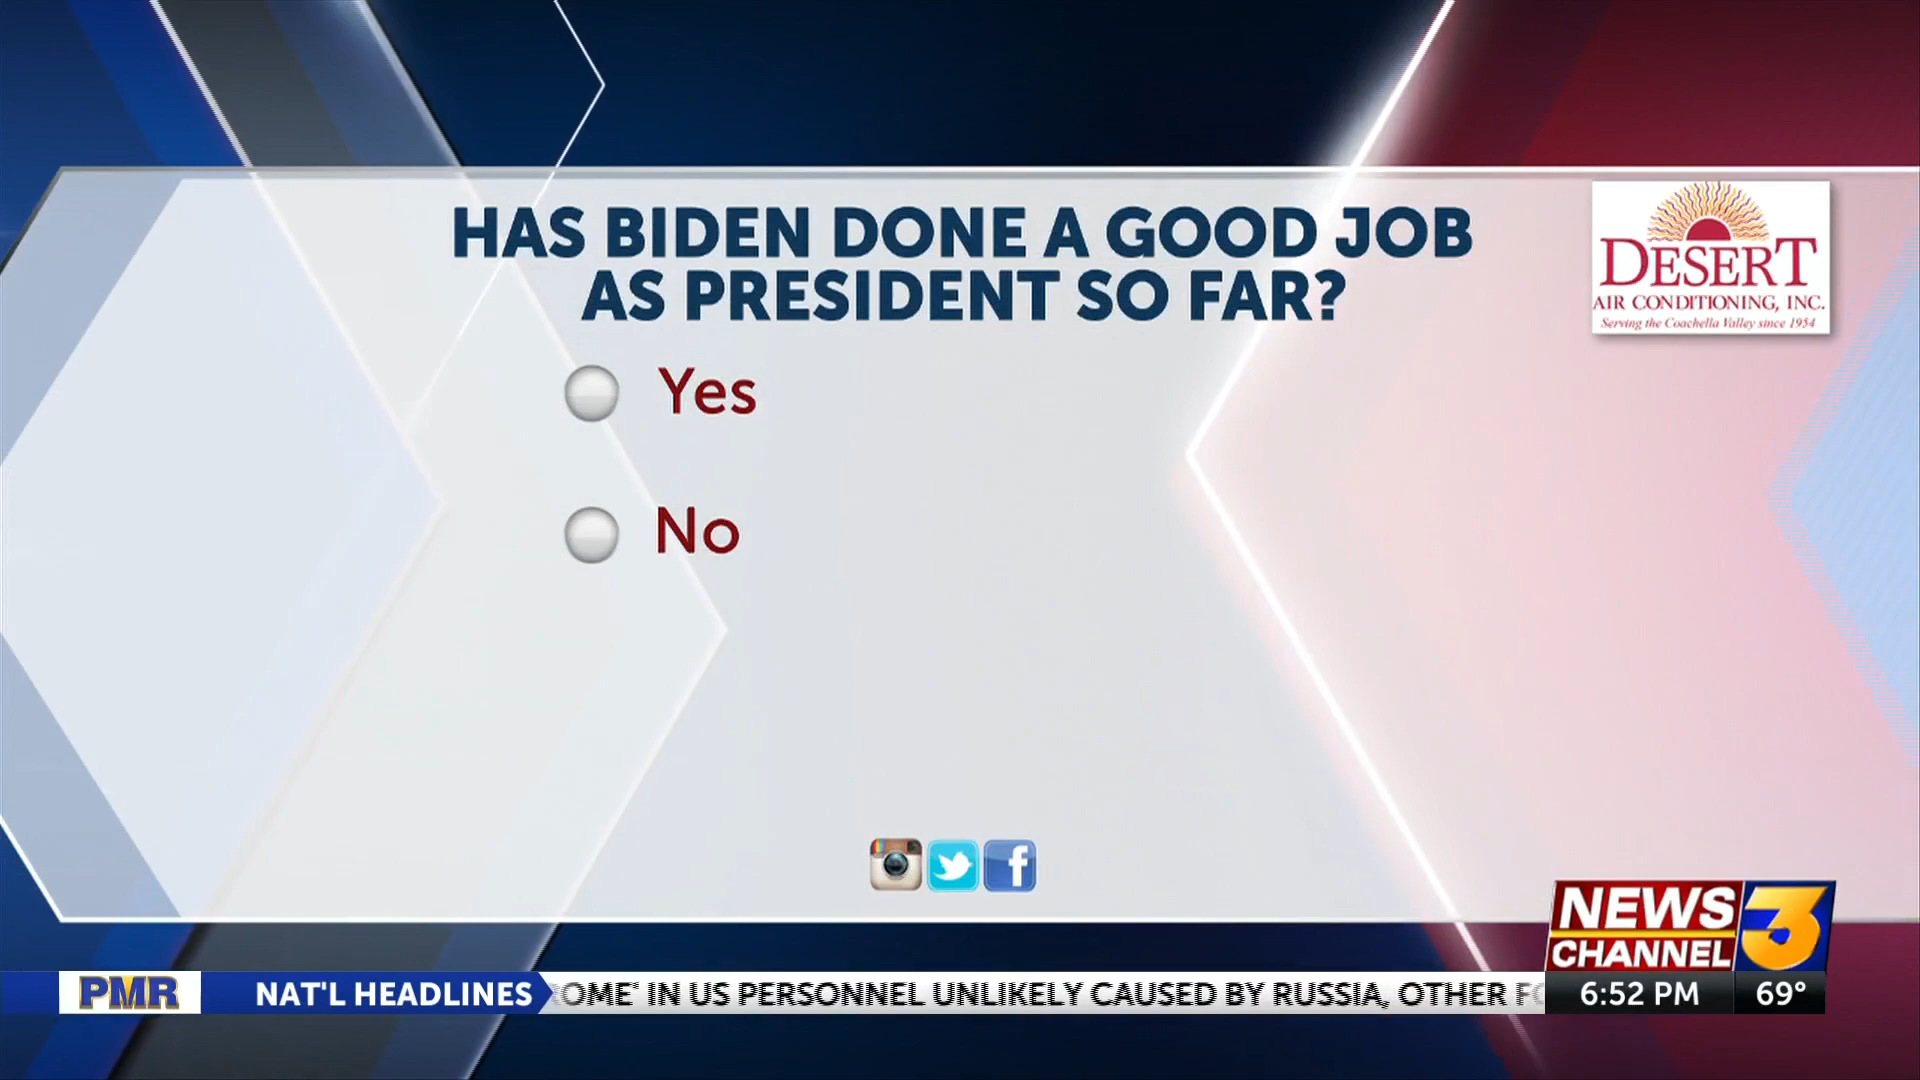 HAS BIDEN DONE A GOOD JOB
AS PRESIDENT SO FAR?
DESERT
AIR CONDITIONING, INC.
Serving the Coachella Valley since 1954
Yes
No
NEWS
CHANNEL 3
PMR NAT'L HEADLINES OME' IN US PERSONNEL UNLIKELY CAUSED BY RUSSIA, OTHER 6:52 PM 69°